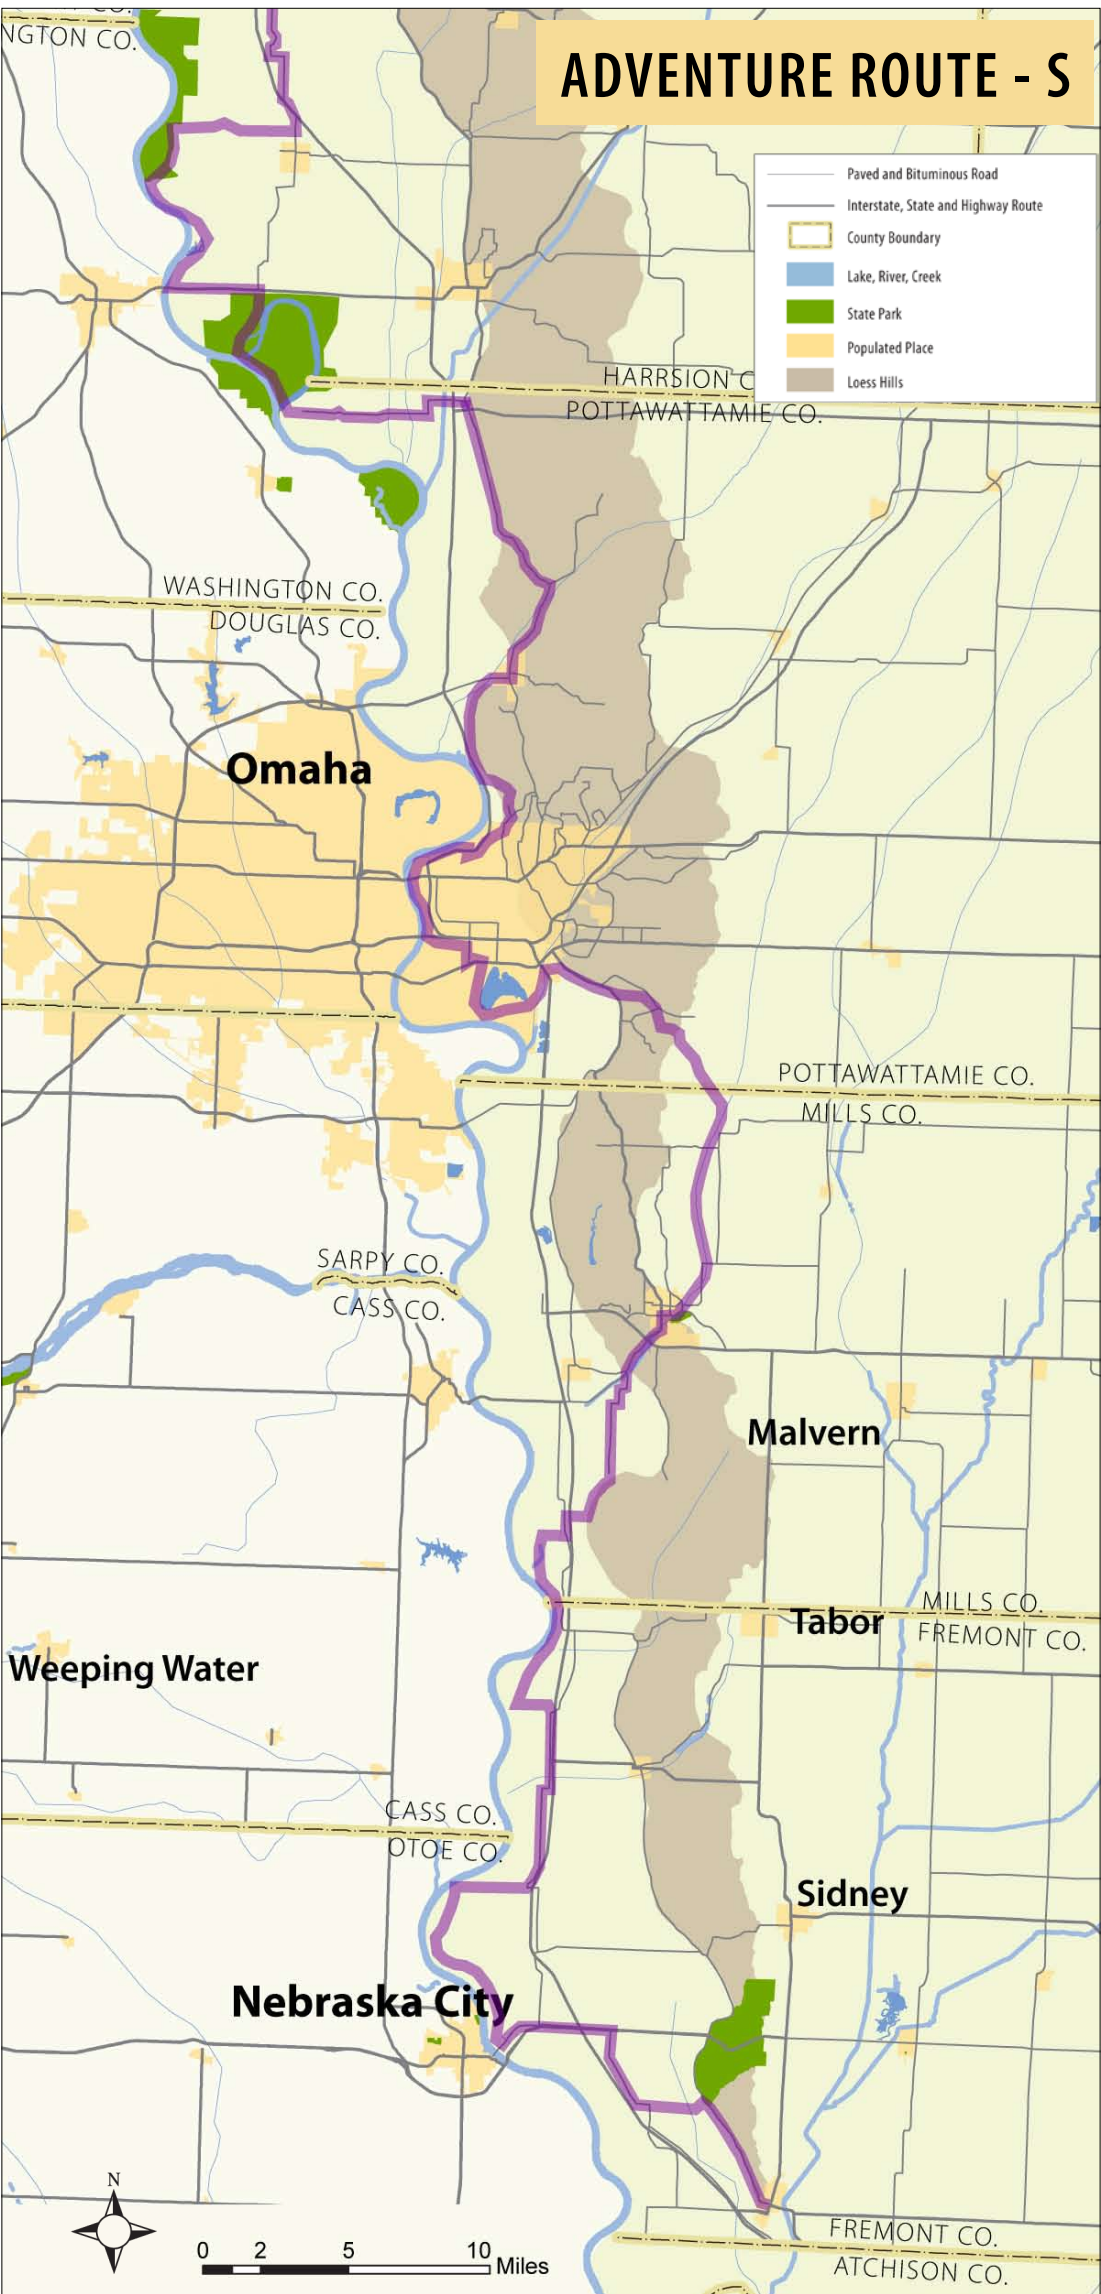 NGTON CO.
ADVENTURE ROUTE - S
Paved and Bituminous Road
Interstate, State and Highway Route
County Boundary
Lake, River, Creek
State Park
Populated Place
Loess Hills
HARRSION C
POTTAWATTAMIE CO.
WASHINGTON CO.
DOUGLAS CO.
Omaha
POTTAWATTAMIE CO.
MILLS CO.
SARPY CO.
CASS CO.
Malvern
MILLS CO.
Tabor
FREMONT CO.
Weeping Water
CASS CO.
OTOE CO.
Sidney
Nebraska City
N
0 2 5 10 Miles
FREMONT CO.
ATCHISON CO.